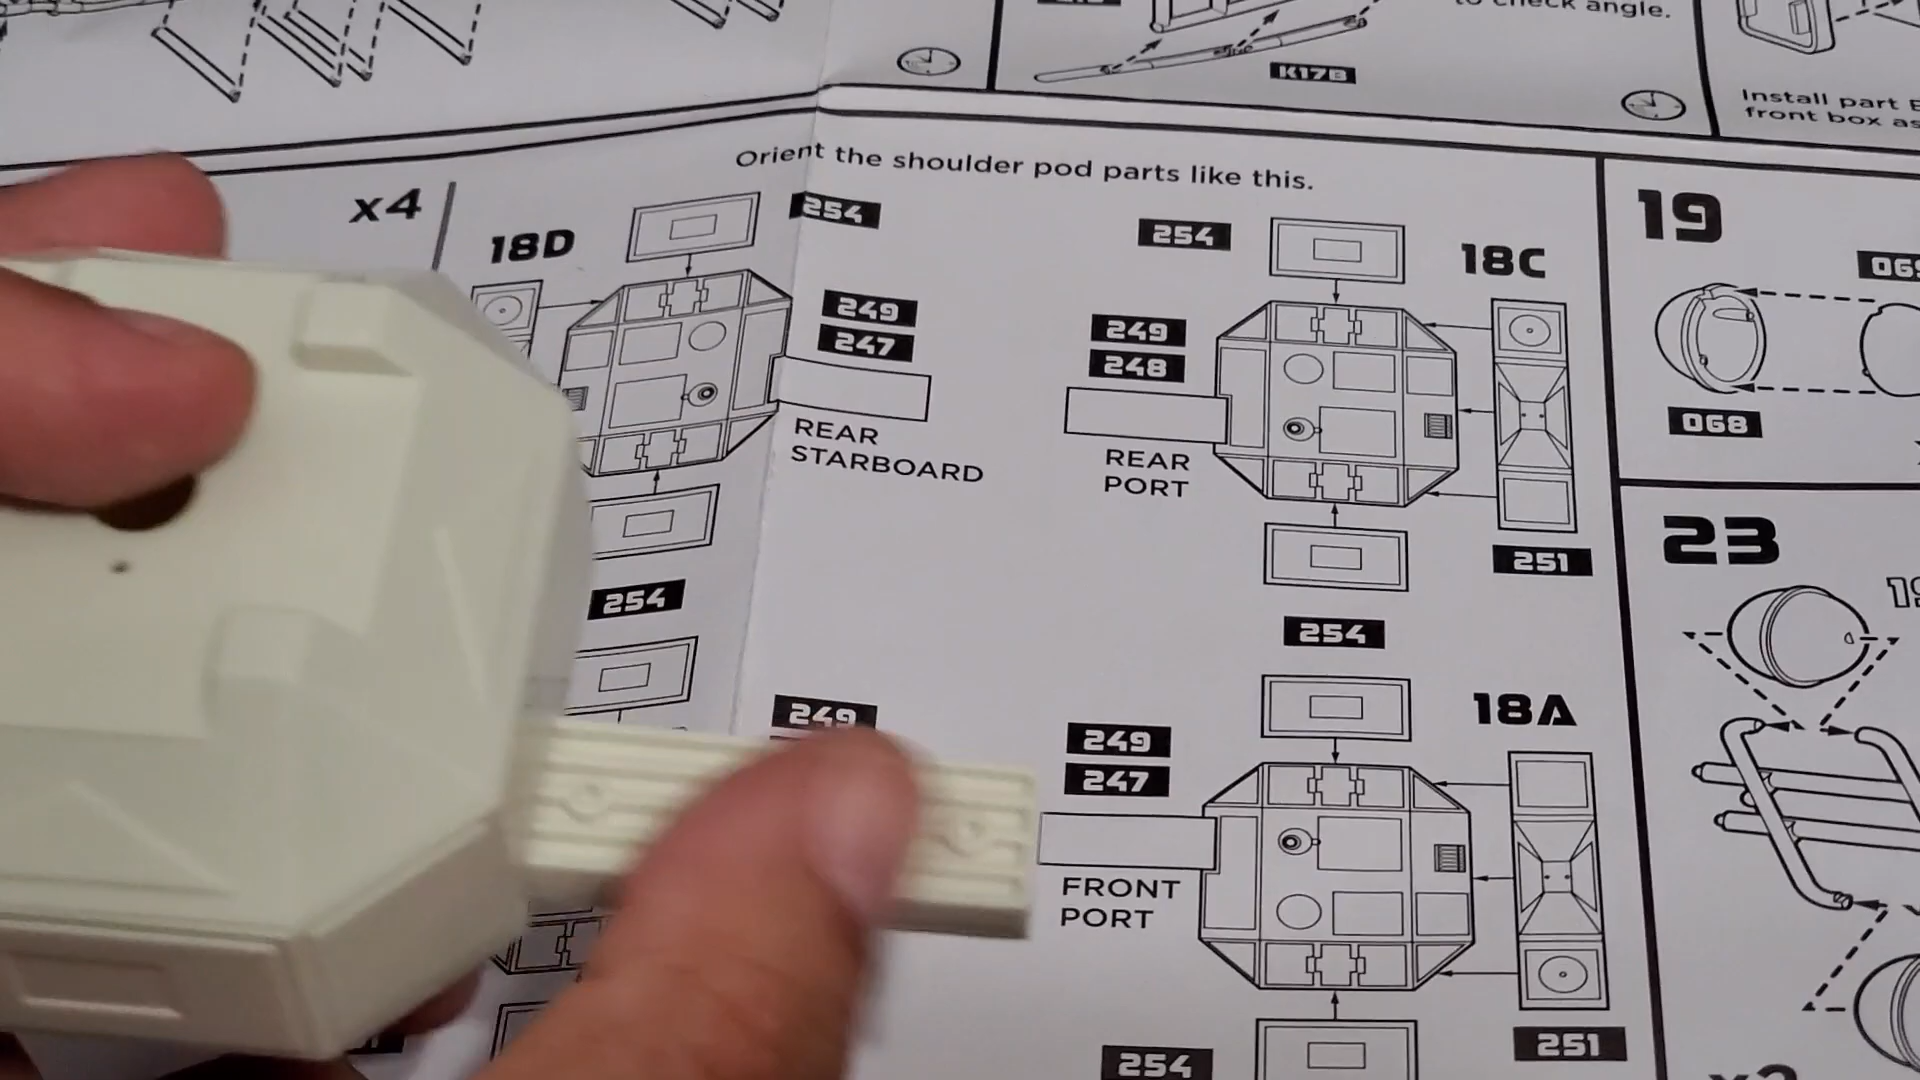 to check angle.
K17B
Install part
front box as
Orient the shoulder pod parts like this.
x4
18D
254
249
247
REAR
STARBOARD
254
249
254
18C
249
248
REAR
PORT
251
254
18A
249
247
FRONT
PORT
251
254
19
068
23